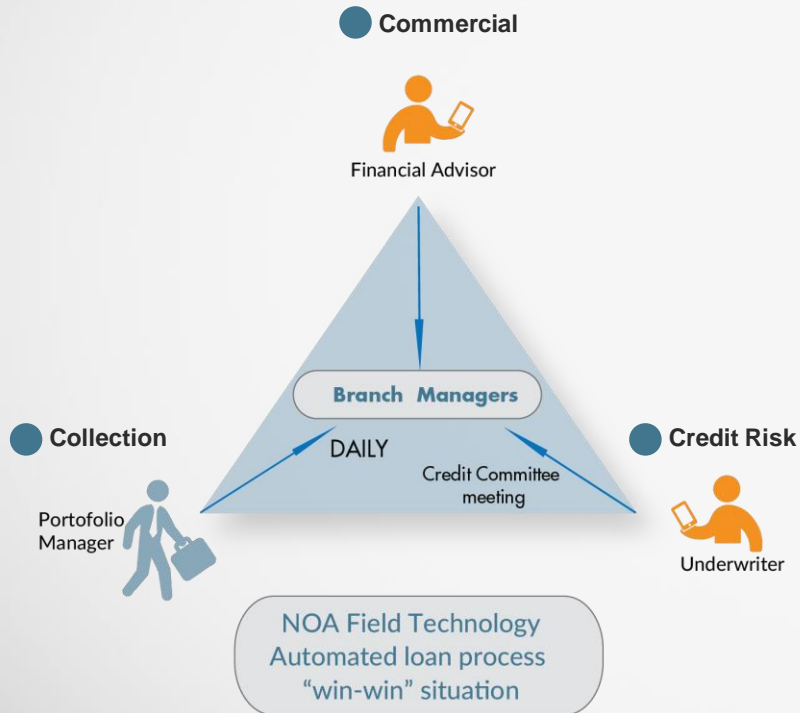 Commercial
Financial Advisor
Branch Managers
Collection
DAILY
Credit Risk
Credit Committee
meeting
Portofolio
Manager
Underwriter
NOA Field Technology
Automated loan process
“win-win” situation